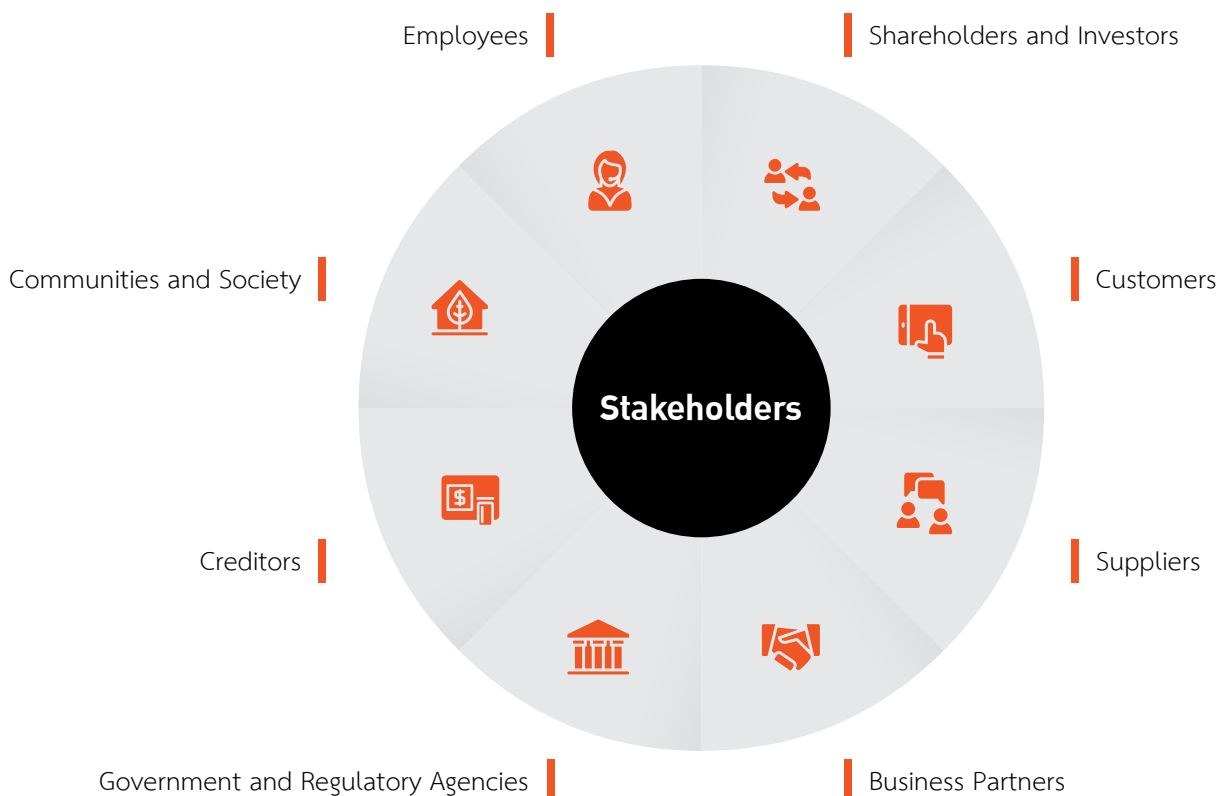 Employees
Shareholders and Investors
Communities and Society
Customers
Stakeholders
$
Creditors
Suppliers
Government and Regulatory Agencies
Business Partners